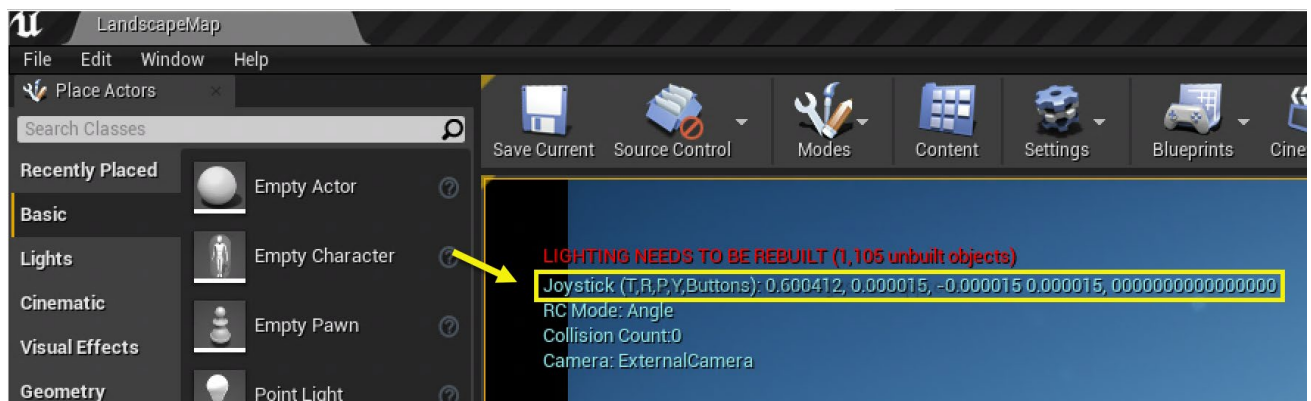 LandscapeMap
File Edit Window Help
Place Actors
Search Classes
Recently Placed
Basic
Lights
Cinematic
Visual Effects
Geometry
Empty Actor
Empty Character
Empty Pawn
Point Light
Save Current Source Control Modes Content Settings Blueprints Cine
LIGHTING NEEDS TO BE REBUILT (1,105 unbuilt objects)
Joystick (T,R,P,Y,Buttons): 0.600412, 0.000015, -0.000015 0.000015, 0000000000000000
RC Mode: Angle
Collision Count:0
Camera: ExternalCamera